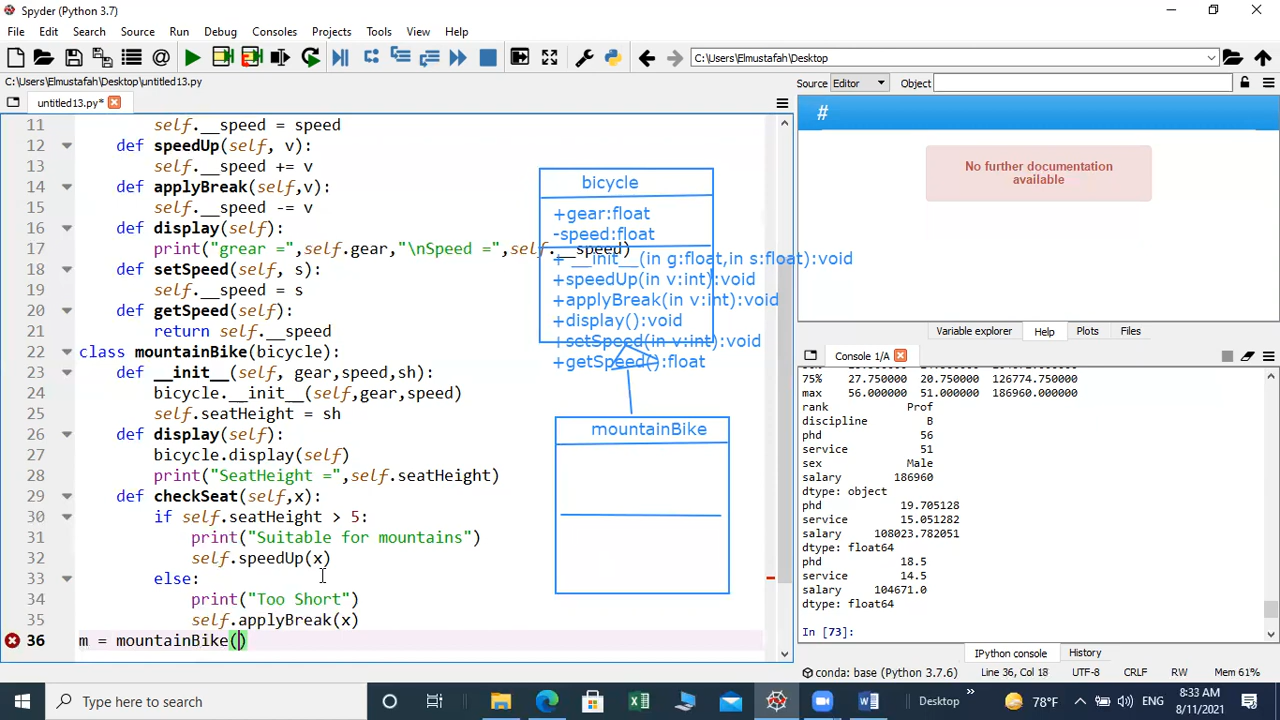 Spyder (Python 3.7)
File Edit Search Source Run Debug Consoles Projects Tools View Help
C:\Users\Elmustafah\Desktop
C:\Users\Elmustafah\Desktop\untitled13.py
untitled13.py*
11 self.__speed = speed
12 def speedUp(self, v):
13 self.__speed += v
14 def applyBreak(self,v):
15 self.__speed -= v
16 def display(self):
17 print("grear =",self.gear,"\nSpeed =",self.__speed)
18 def setSpeed(self, s):
19 self.__speed = s
20 def getSpeed(self):
21 return self.__speed
22 class mountainBike(bicycle):
23 def __init__(self, gear,speed,sh):
24 bicycle.__init__(self,gear,speed)
25 self.seatHeight = sh
26 def display(self):
27 bicycle.display(self)
28 print("SeatHeight =",self.seatHeight)
29 def checkSeat(self,x):
30 if self.seatHeight > 5:
31 print("Suitable for mountains")
32 self.speedUp(x)
33 else:
34 print("Too Short")
35 self.applyBreak(x)
36 m = mountainBike()
bicycle
+gear:float
-speed:float
+ __init__(in g:float,in s:float):void
+speedUp(in v:int):void
+applyBreak(in v:int):void
+display():void
+setSpeed(in v:int):void
+getSpeed():float
mountainBike
Source Editor Object
#
No further documentation
available
Variable explorer Help Plots Files
Console 1/A
75% 27.750000 20.750000 126774.750000
max 56.000000 51.000000 186960.000000
rank Prof
discipline B
phd 56
service 51
sex Male
salary 186960
dtype: object
phd 19.705128
service 15.051282
salary 108023.782051
dtype: float64
phd 18.5
service 14.5
salary 104671.0
dtype: float64
In [73]:
IPython console History
conda: base (Python 3.7.6) Line 36, Col 18 UTF-8 CRLF RW Mem 61%
Type here to search
Desktop
78°F
ENG
8:33 AM
8/11/2021